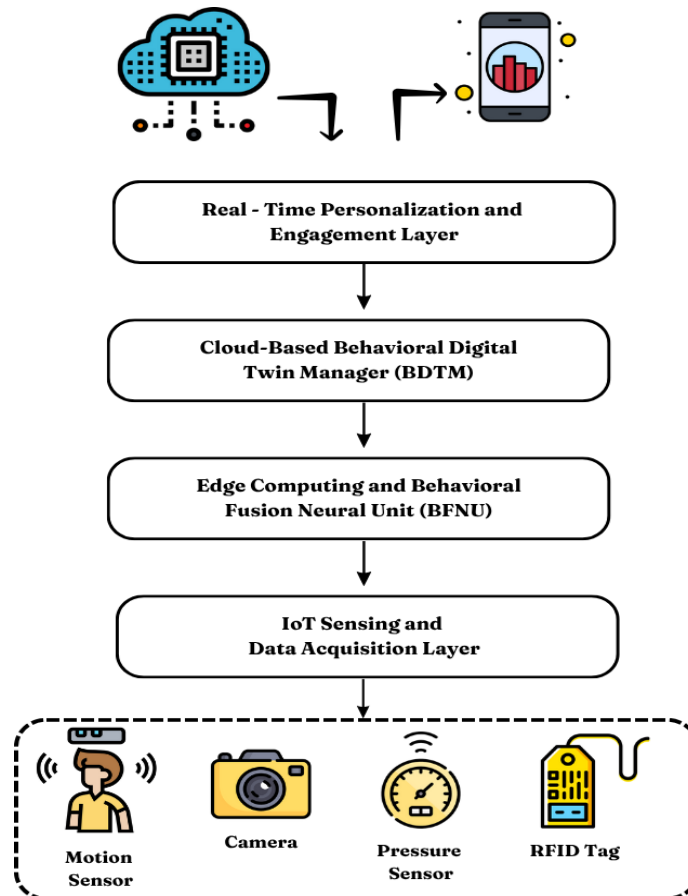 Real - Time Personalization and
Engagement Layer
Cloud-Based Behavioral Digital
Twin Manager (BDTM)
Edge Computing and Behavioral
Fusion Neural Unit (BFNU)
IoT Sensing and
Data Acquisition Layer
Motion
Sensor
Camera
Pressure
Sensor
RFID Tag